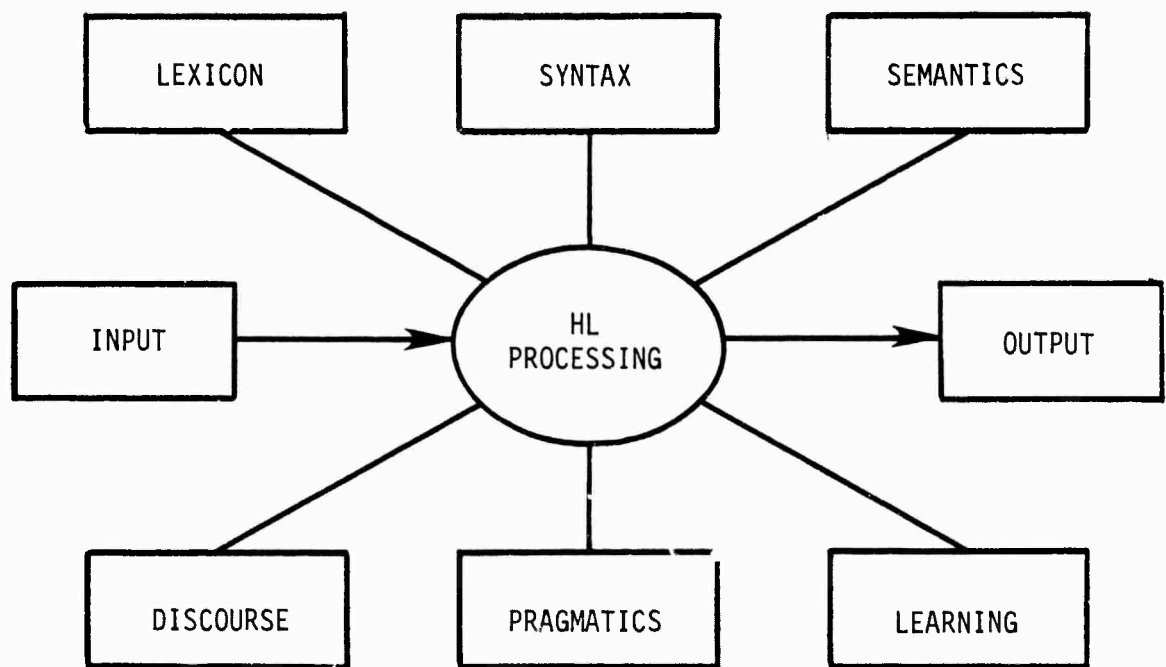 LEXICON
SYNTAX
SEMANTICS
INPUT
HL
PROCESSING
OUTPUT
DISCOURSE
PRAGMATICS
LEARNING